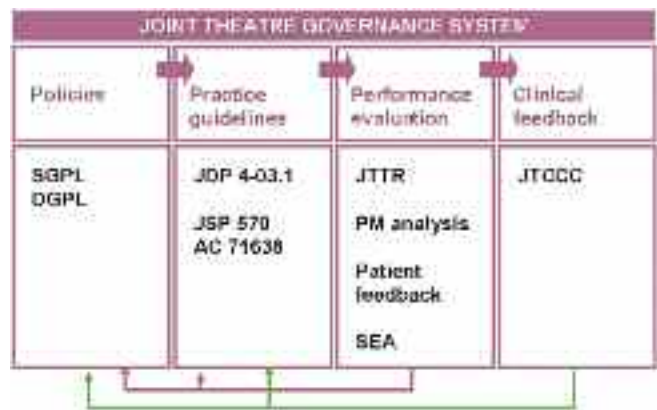 JOINT THEATRE GOVERNANCE SYSTEM
Policies
Practice
guidelines
Performance
evaluation
Clinical
feedback
SGPL
DGPL
JDP 4-03.1
JSP 570
AC 71638
JTTR
PM analysis
Patient
feedback
SEA
JTCCC